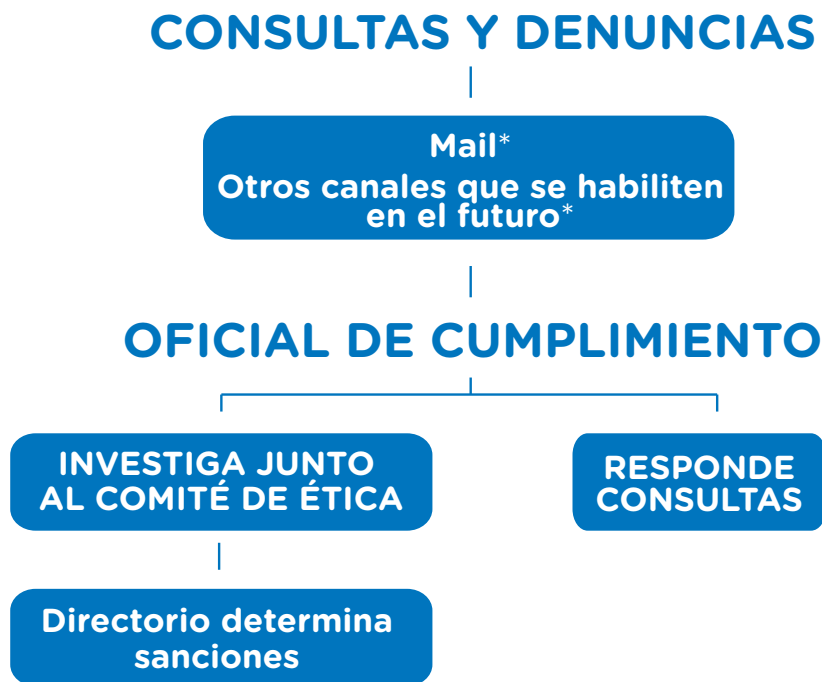 CONSULTAS Y DENUNCIAS
Mail*
Otros canales que se habiliten
en el futuro*
OFICIAL DE CUMPLIMIENTO
INVESTIGA JUNTO
AL COMITÉ DE ÉTICA
RESPONDE
CONSULTAS
Directorio determina
sanciones